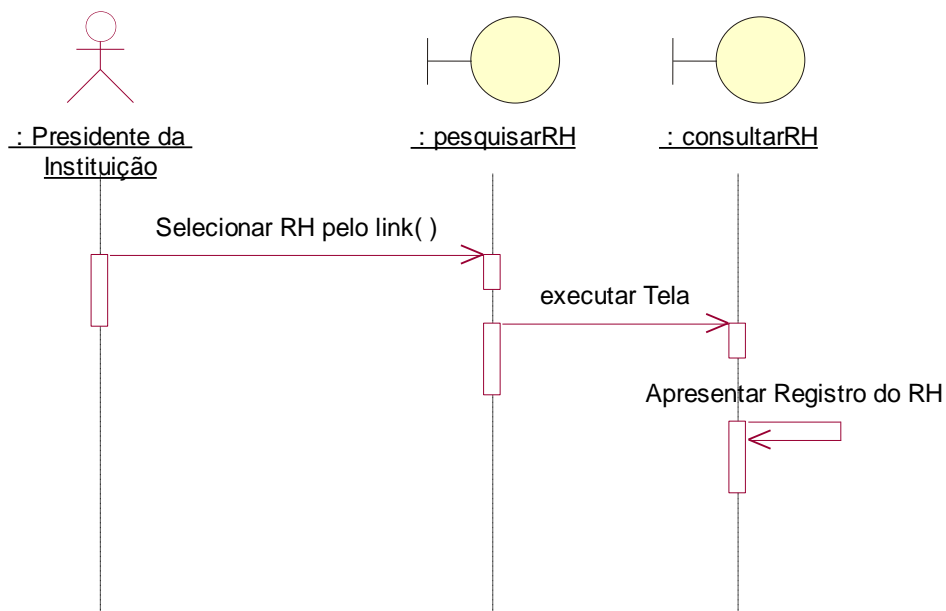 : Presidente da
Instituição
: pesquisarRH
: consultarRH
Selecionar RH pelo link( )
executar Tela
Apresentar Registro do RH